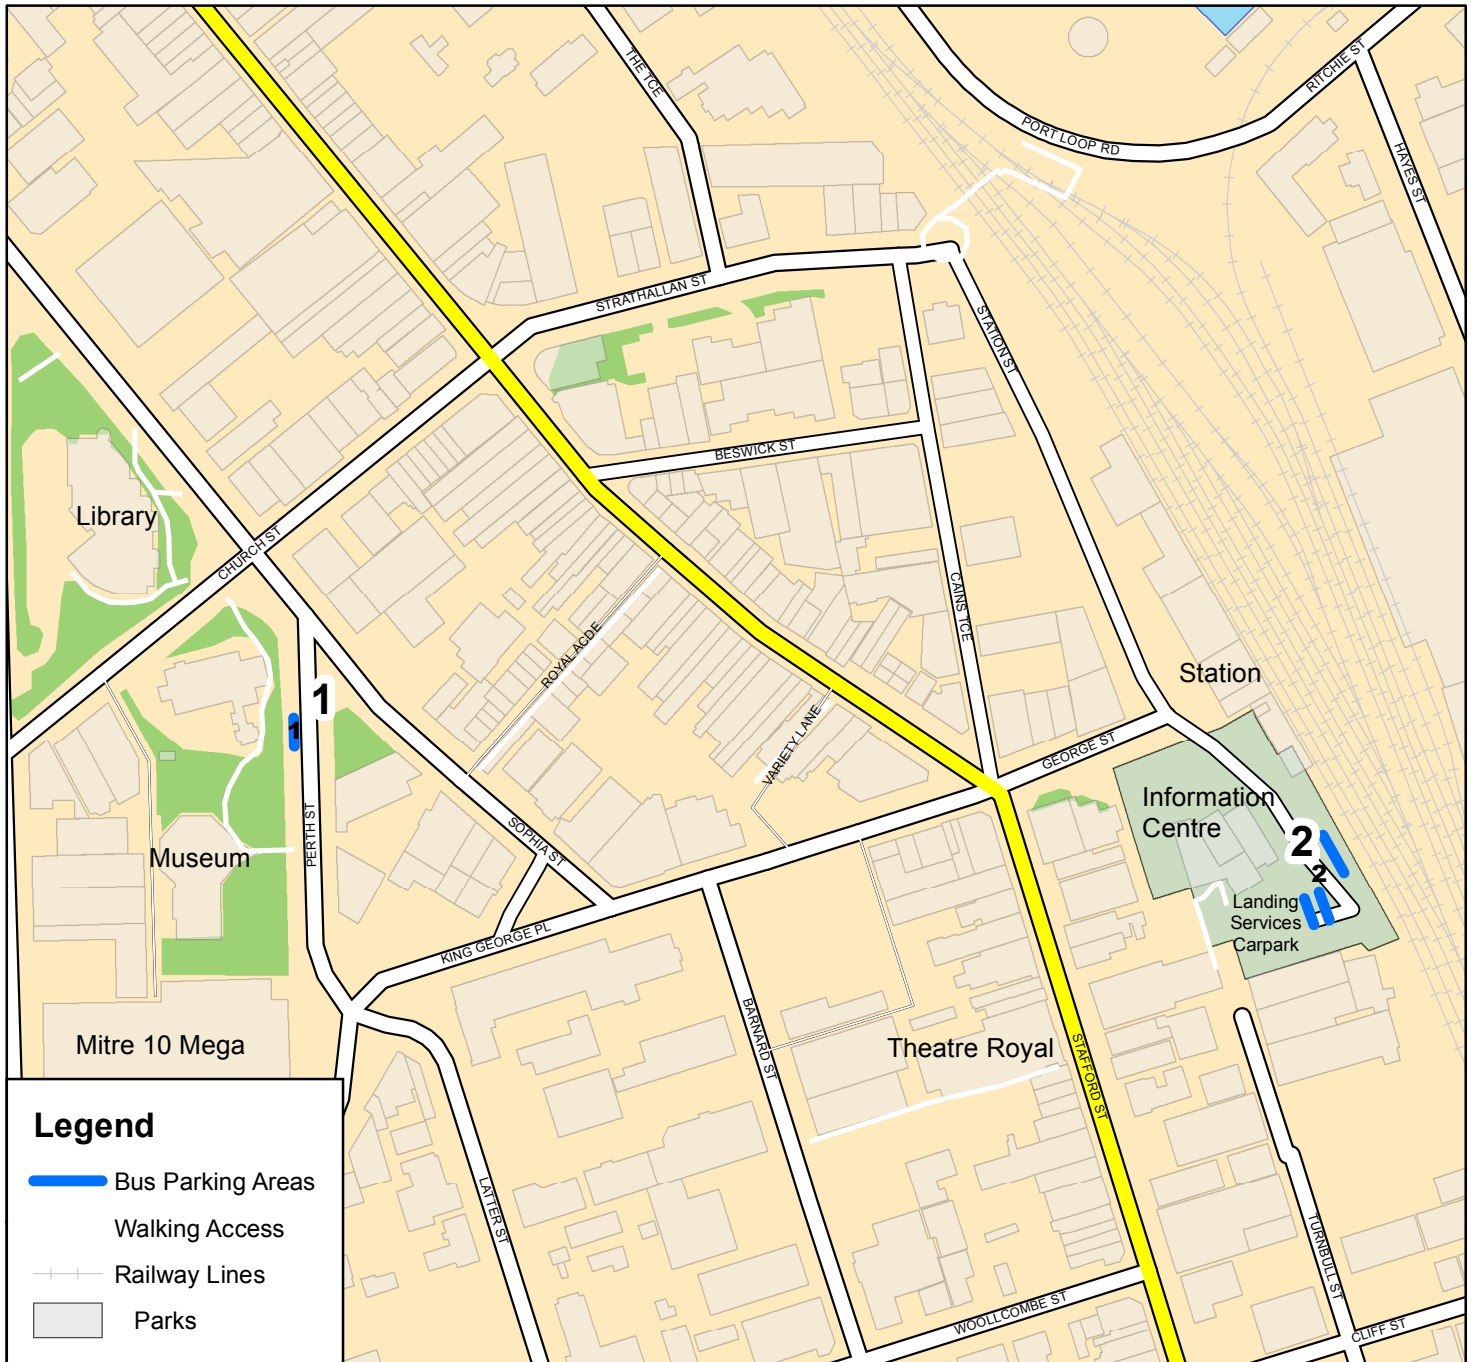 THE TCE
RITCHIE ST
PORT LOOP RD
HAYES ST
STRATHALLAN ST
STATION ST
BESWICK ST
Library
CHURCH ST
CAINS TCE
ROYAL ACDE
Station
1
1
VARIETY LANE
GEORGE ST
Information
Centre
PERTH ST
SOPHIA ST
Museum
2
2
Landing
Services
Carpark
KING GEORGE PL
BARNARD ST
Mitre 10 Mega
Theatre Royal
STAFFORD ST
LATTER ST
TURNBULL ST
WOOLLCOMBE ST
CLIFF ST
Legend
Bus Parking Areas
Walking Access
Railway Lines
Parks